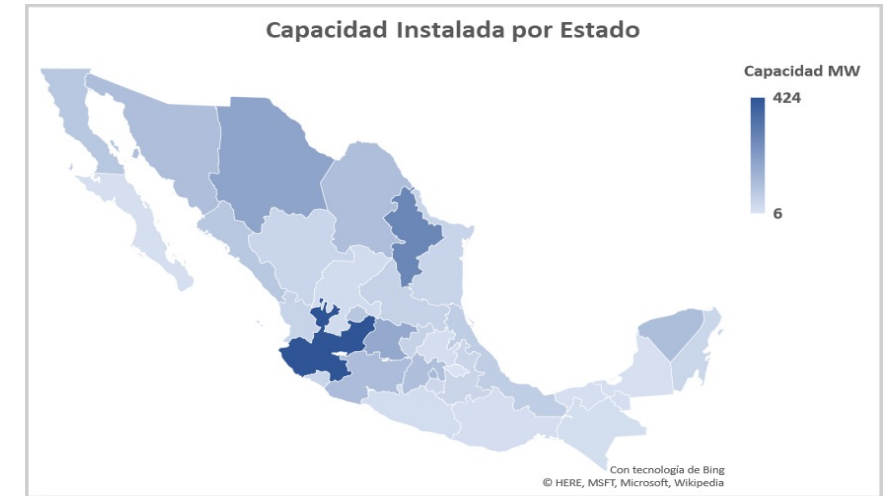 Capacidad Instalada por Estado
Capacidad MW
424
6
Con tecnología de Bing
© HERE, MSFT, Microsoft, Wikipedia